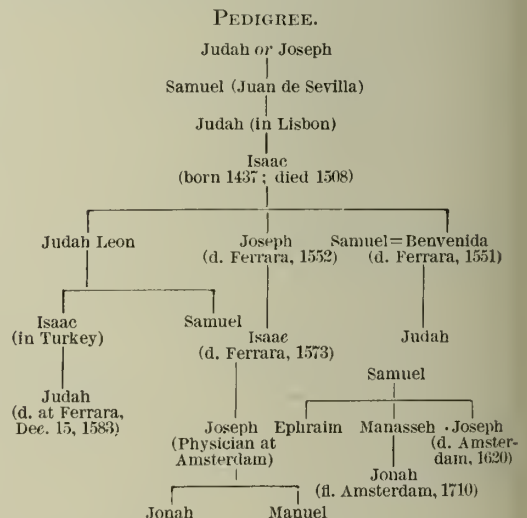 PEDIGREE.
Judah or Joseph
Samuel (Juan de Sevilla)
Judah (in Lisbon)
Isaac
(born 1437; died 1508)
Judah Leon
Joseph
(d. Ferrara, 1552)
Samuel=Benvenida
(d. Ferrara, 1551)
Isaac
(in Turkey)
Samuel
Isaac
(d. Ferrara, 1573)
Judah
Judah
(d. at Ferrara,
Dec. 15, 1583)
Samuel
Joseph
(Physician at
Amsterdam)
Ephraim
Manasseh
Joseph
(d. Amster-
dam, 1620)
Jonah
(fl. Amsterdam, 1710)
Jonah
Manuel